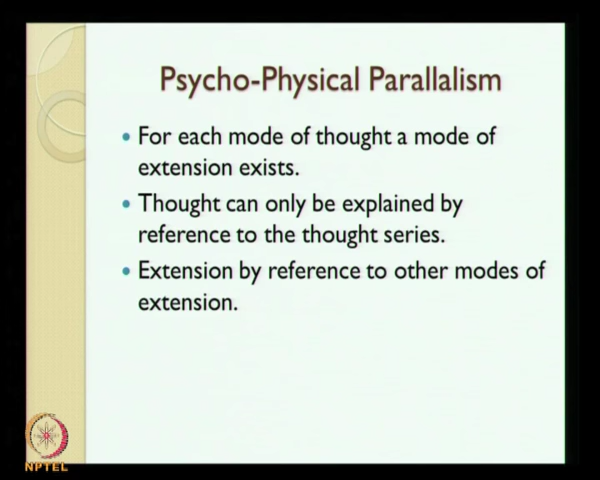 Psycho-Physical Parallalism
• For each mode of thought a mode of
extension exists.
• Thought can only be explained by
reference to the thought series.
• Extension by reference to other modes of
extension.
NPTEL